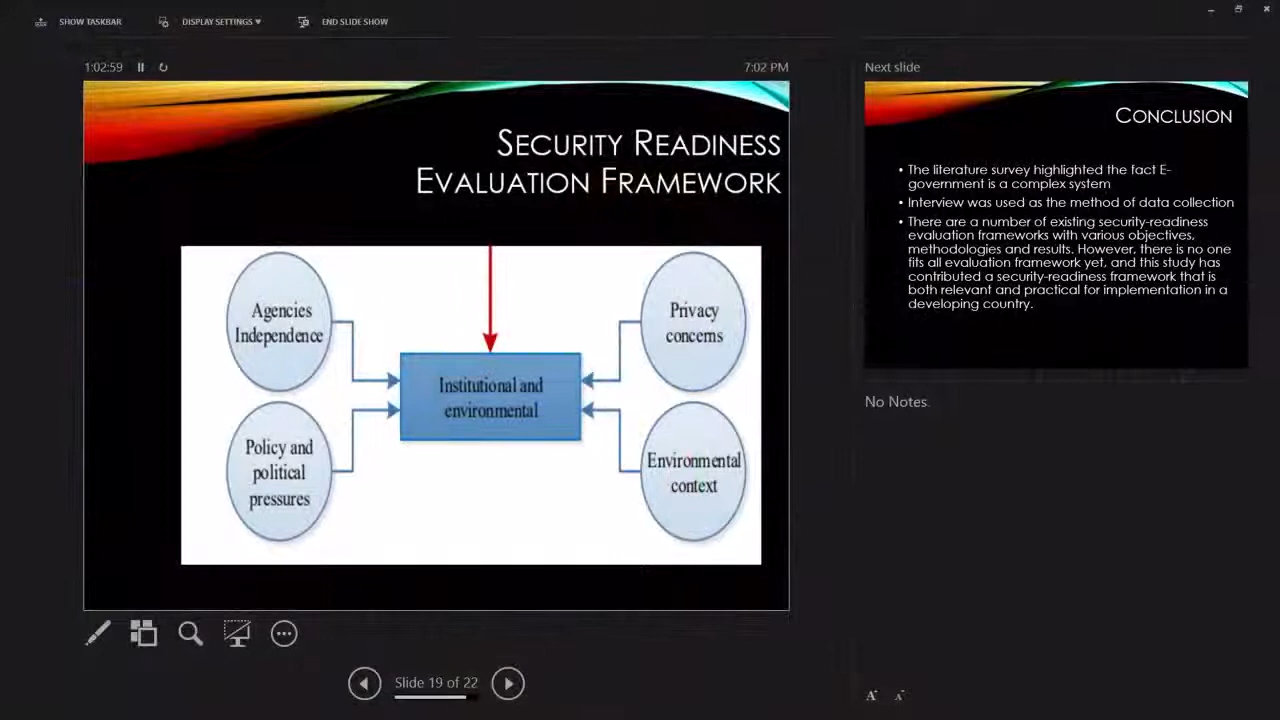 SHOW TASKBAR
DISPLAY SETTINGS ▼
END SLIDE SHOW
1:02:59
7:02 PM
SECURITY READINESS
EVALUATION FRAMEWORK
Agencies
Independence
Privacy
concerns
Institutional and
environmental
Policy and
political
pressures
Environmental
context
Slide 19 of 22
Next slide
CONCLUSION
• The literature survey highlighted the fact E-
government is a complex system
• Interview was used as the method of data collection
• There are a number of existing security-readiness
evaluation frameworks with various objectives,
methodologies and results. However, there is no one
fits all evaluation framework yet, and this study has
contributed a security-readiness framework that is
both relevant and practical for implementation in a
developing country.
No Notes.
A A